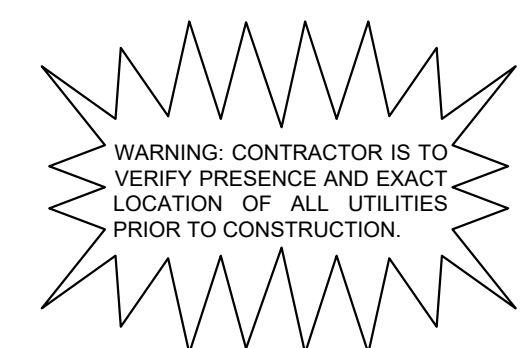 WARNING: CONTRACTOR IS TO
VERIFY PRESENCE AND EXACT
LOCATION OF ALL UTILITIES
PRIOR TO CONSTRUCTION.